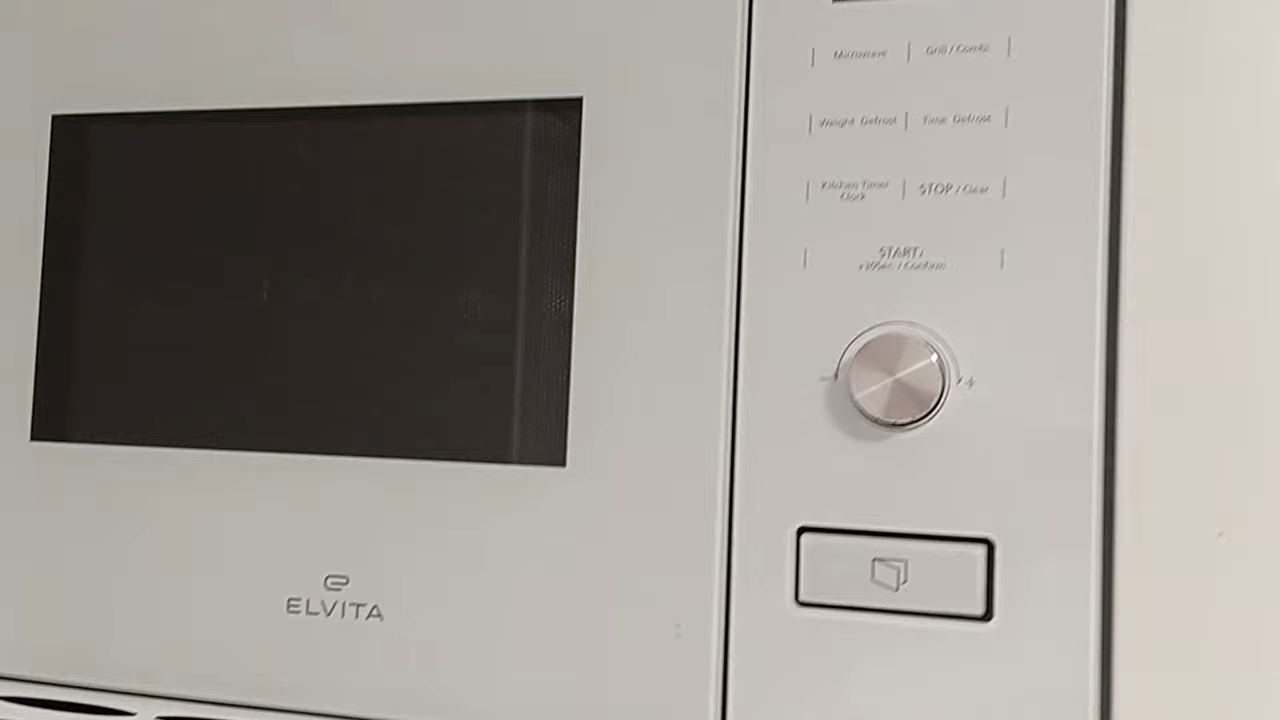 Microwave
Grill / Combi
Weight Defrost
Time Defrost
Kitchen Timer
Clock
STOP / Clear
START/
+30Sec. / Confirm
- +
ELVITA